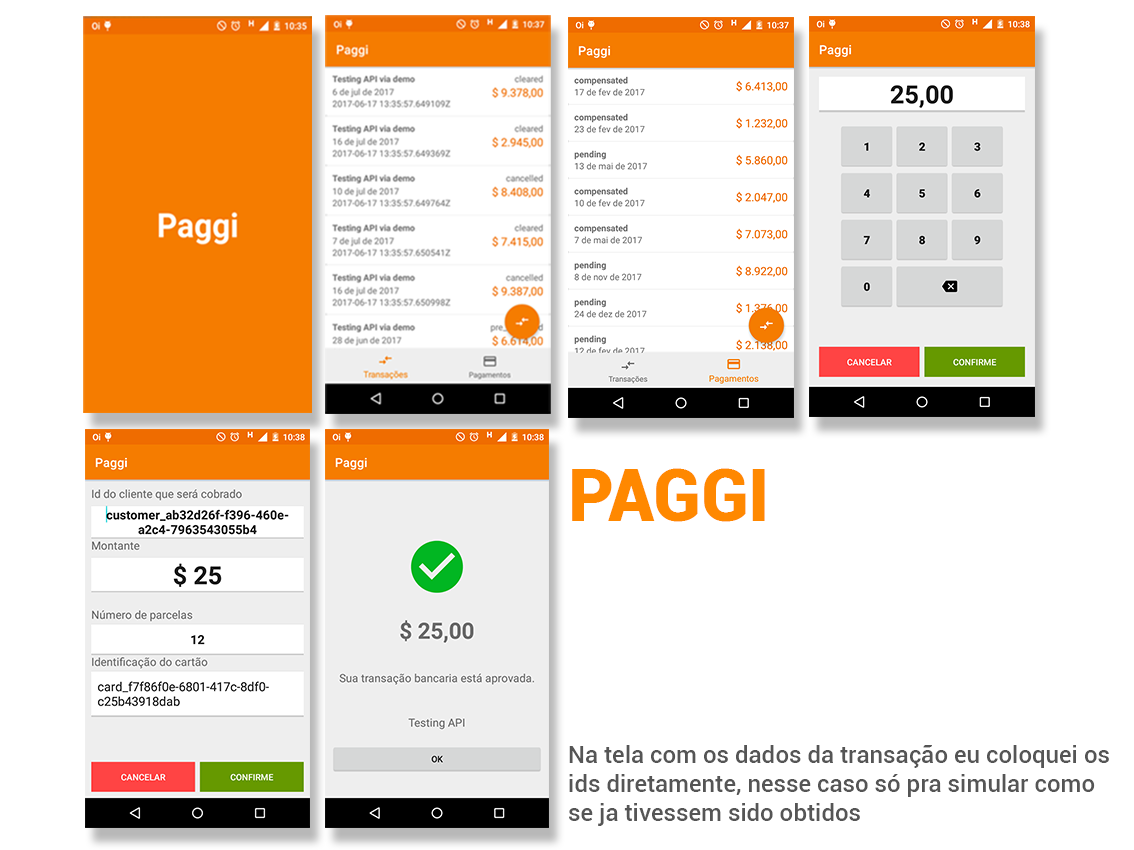 Oi
H
10:35
Paggi
Oi
H
10:37
Paggi
Testing API via demo
cleared
6 de jul de 2017
$ 9.378,00
2017-06-17 13:35:57.649109Z
Testing API via demo
cleared
16 de jul de 2017
$ 2.945,00
2017-06-17 13:35:57.649369Z
Testing API via demo
cancelled
10 de jul de 2017
$ 8.408,00
2017-06-17 13:35:57.649764Z
Testing API via demo
cleared
7 de jul de 2017
$ 7.415,00
2017-06-17 13:35:57.650541Z
Testing API via demo
cancelled
16 de jul de 2017
$ 9.387,00
2017-06-17 13:35:57.650998Z
Testing API via demo
28 de jun de 2017
$ 6.614,00
Transações
Pagamentos
Oi
H
10:37
Paggi
compensated
17 de fev de 2017
$ 6.413,00
compensated
23 de fev de 2017
$ 1.232,00
pending
13 de mai de 2017
$ 5.860,00
compensated
10 de fev de 2017
$ 2.047,00
compensated
7 de mai de 2017
$ 7.073,00
pending
8 de nov de 2017
$ 8.922,00
pending
24 de dez de 2017
$ 1.376,00
pending
12 de fev de 2017
$ 2.138,00
Transações
Pagamentos
Oi
H
10:38
Paggi
25,00
1 2 3
4 5 6
7 8 9
0
CANCELAR
CONFIRME
Oi
H
10:38
Paggi
Id do cliente que será cobrado
customer_ab32d26f-f396-460e-
a2c4-7963543055b4
Montante
$ 25
Número de parcelas
12
Identificação do cartão
card_f7f86f0e-6801-417c-8df0-
c25b43918dab
CANCELAR
CONFIRME
Oi
H
10:38
Paggi
$ 25,00
Sua transação bancaria está aprovada.
Testing API
OK
PAGGI
Na tela com os dados da transação eu coloquei os
ids diretamente, nesse caso só pra simular como
se ja tivessem sido obtidos